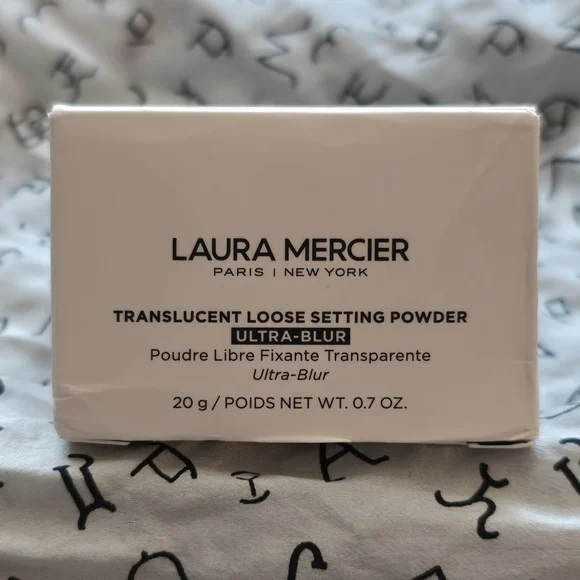 LAURA MERCIER
PARIS | NEW YORK
TRANSLUCENT LOOSE SETTING POWDER
ULTRA-BLUR
Poudre Libre Fixante Transparente
Ultra-Blur
20 g / POIDS NET WT. 0.7 OZ.